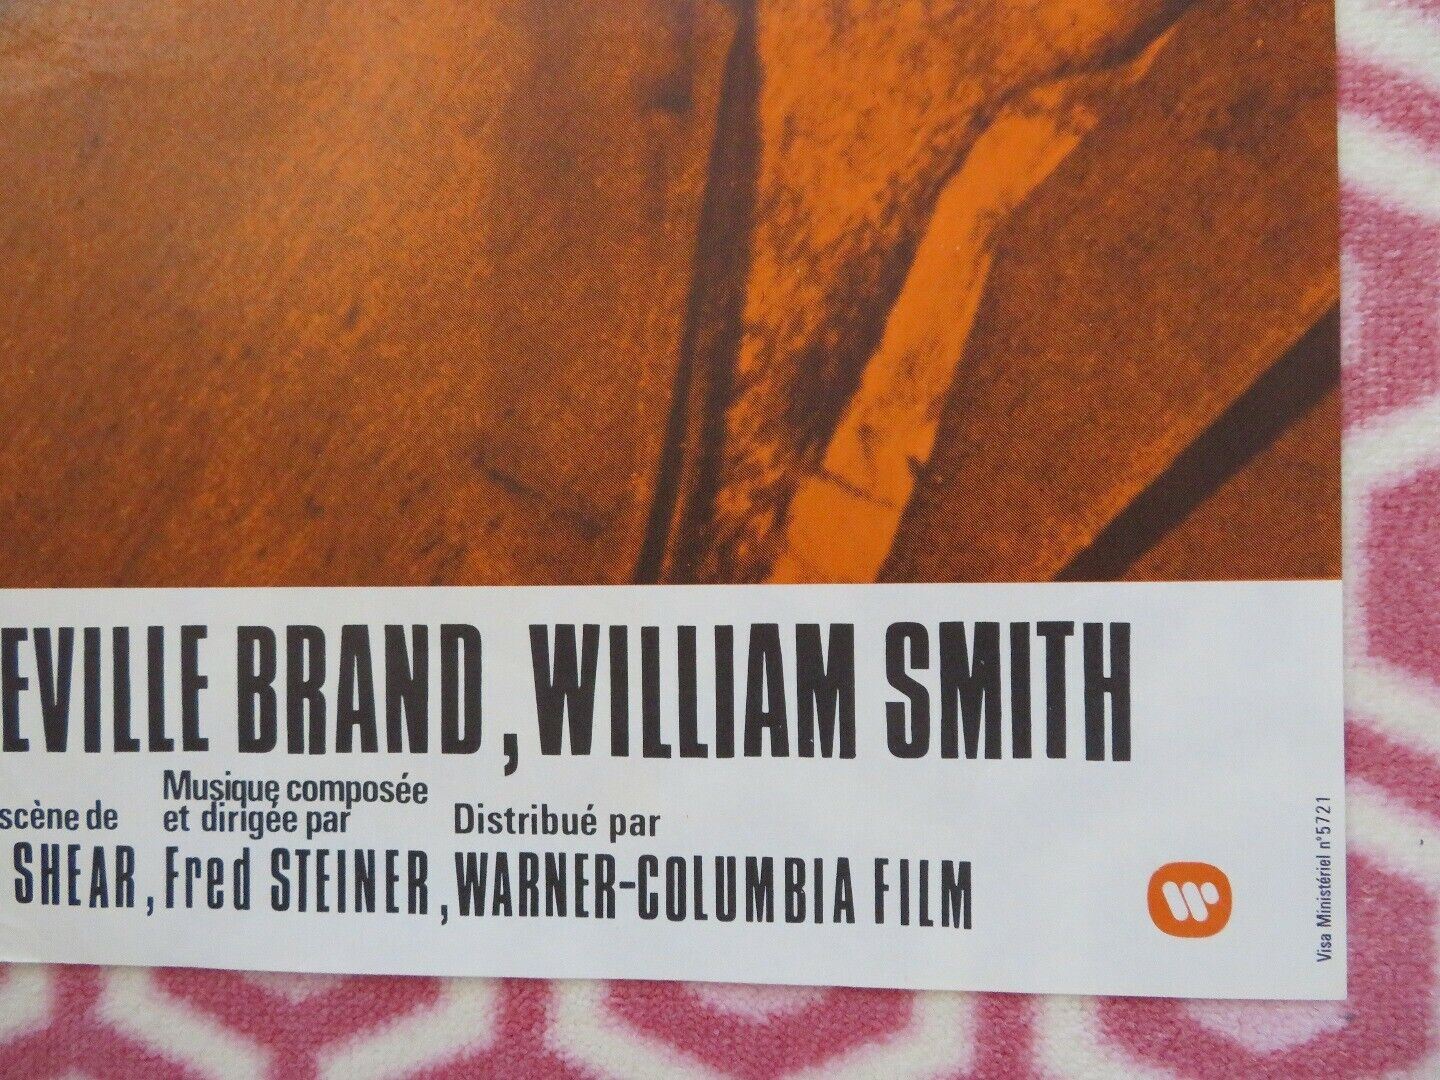 EVILLE BRAND, WILLIAM SMITH
scène de
Musique composée
et dirigée par
Distribué par
SHEAR, Fred STEINER, WARNER-COLUMBIA FILM
Visa Ministériel n°5721